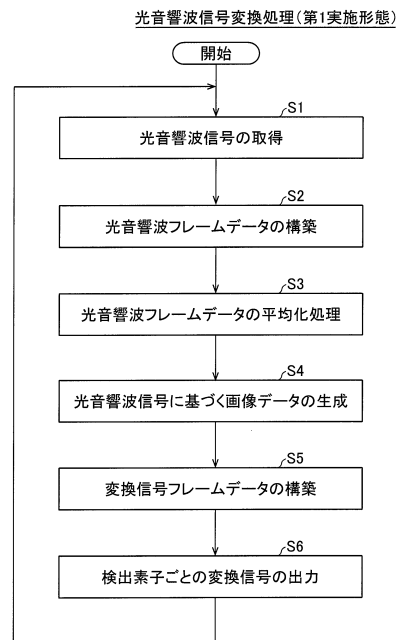 光音響波信号変換処理(第1実施形態)
開始
S1
光音響波信号の取得
S2
光音響波フレームデータの構築
S3
光音響波フレームデータの平均化処理
S4
光音響波信号に基づく画像データの生成
S5
変換信号フレームデータの構築
S6
検出素子ごとの変換信号の出力